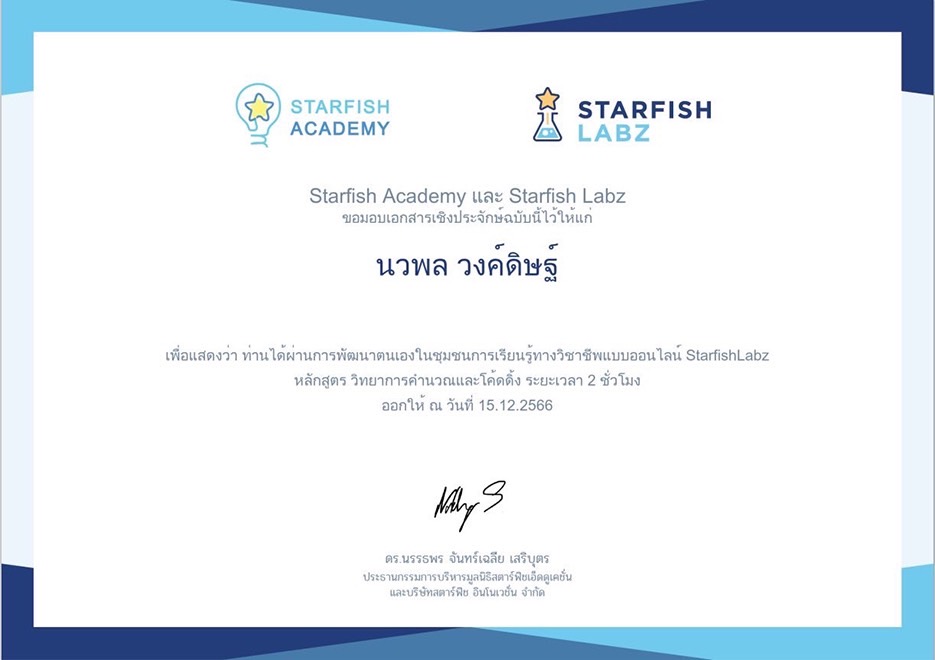 STARFISH
ACADEMY
STARFISH
LABZ
Starfish Academy และ Starfish Labz
ขอมอบเอกสารเชิงประจักษ์ฉบับนี้ไว้ให้แก่
นวพล วงค์ดิษฐ์
เพื่อแสดงว่า ท่านได้ผ่านการพัฒนาตนเองในชุมชนการเรียนรู้ทางวิชาชีพแบบออนไลน์ StarfishLabz
หลักสูตร วิทยาการคำนวณและโค้ดดิ้ง ระยะเวลา 2 ชั่วโมง
ออกให้ ณ วันที่ 15.12.2566
ดร.นรรธพร จันทร์เฉลี่ย เสริบุตร
ประธานกรรมการบริหารมูลนิธิสตาร์ฟิชเอ็ดดูเคชั่น
และบริษัทสตาร์ฟิช อินโนเวชั่น จำกัด